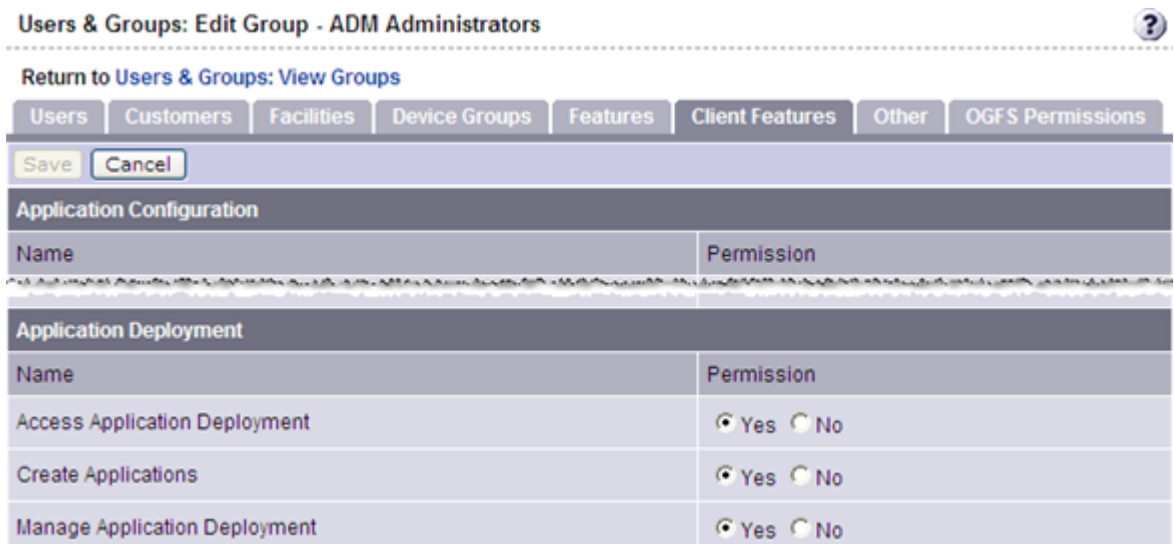 Users & Groups: Edit Group - ADM Administrators ?
Return to Users & Groups: View Groups
Users Customers Facilities Device Groups Features Client Features Other OGFS Permissions
Save Cancel
Application Configuration
Name Permission
Application Deployment
Name Permission
Access Application Deployment Yes No
Create Applications Yes No
Manage Application Deployment Yes No